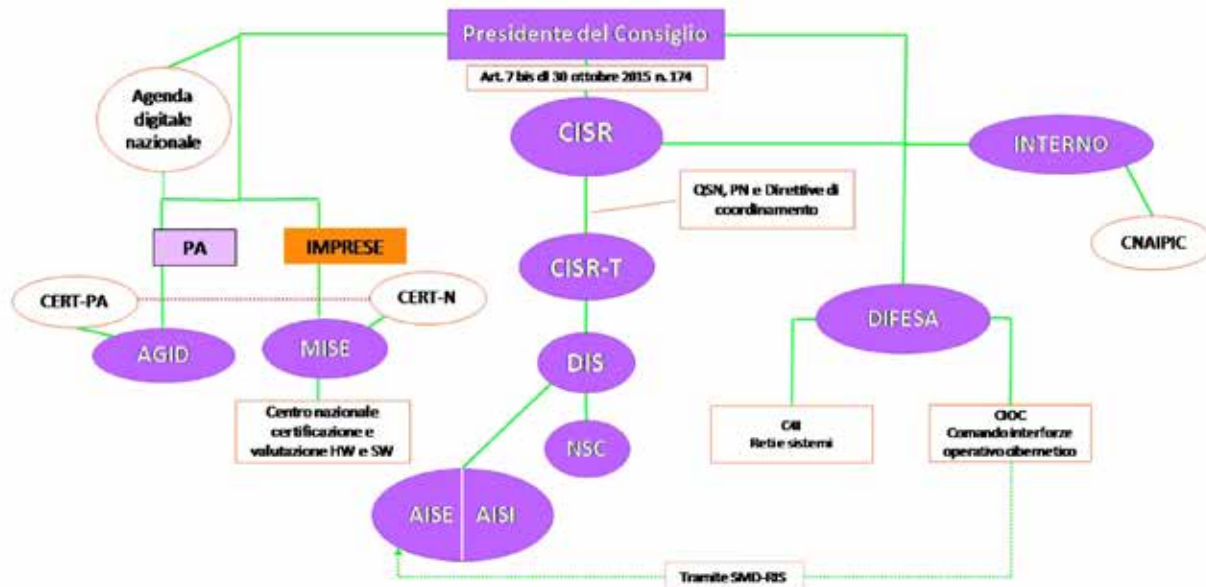 Presidente del Consiglio
Art. 7 bis dl 30 ottobre 2015 n. 174
Agenda
digitale
nazionale
CISR
INTERNO
QSN, PN e Direttive di
coordinamento
CNAIPIC
PA
IMPRESE
CISR-T
CERT-PA
CERT-N
DIFESA
AGID
MISE
DIS
Centro nazionale
certificazione e
valutazione HW e SW
C4I
Reti e sistemi
CIOC
Comando interforze
operativo cibernetico
NSC
AISE
AISI
Tramite SMD-RIS